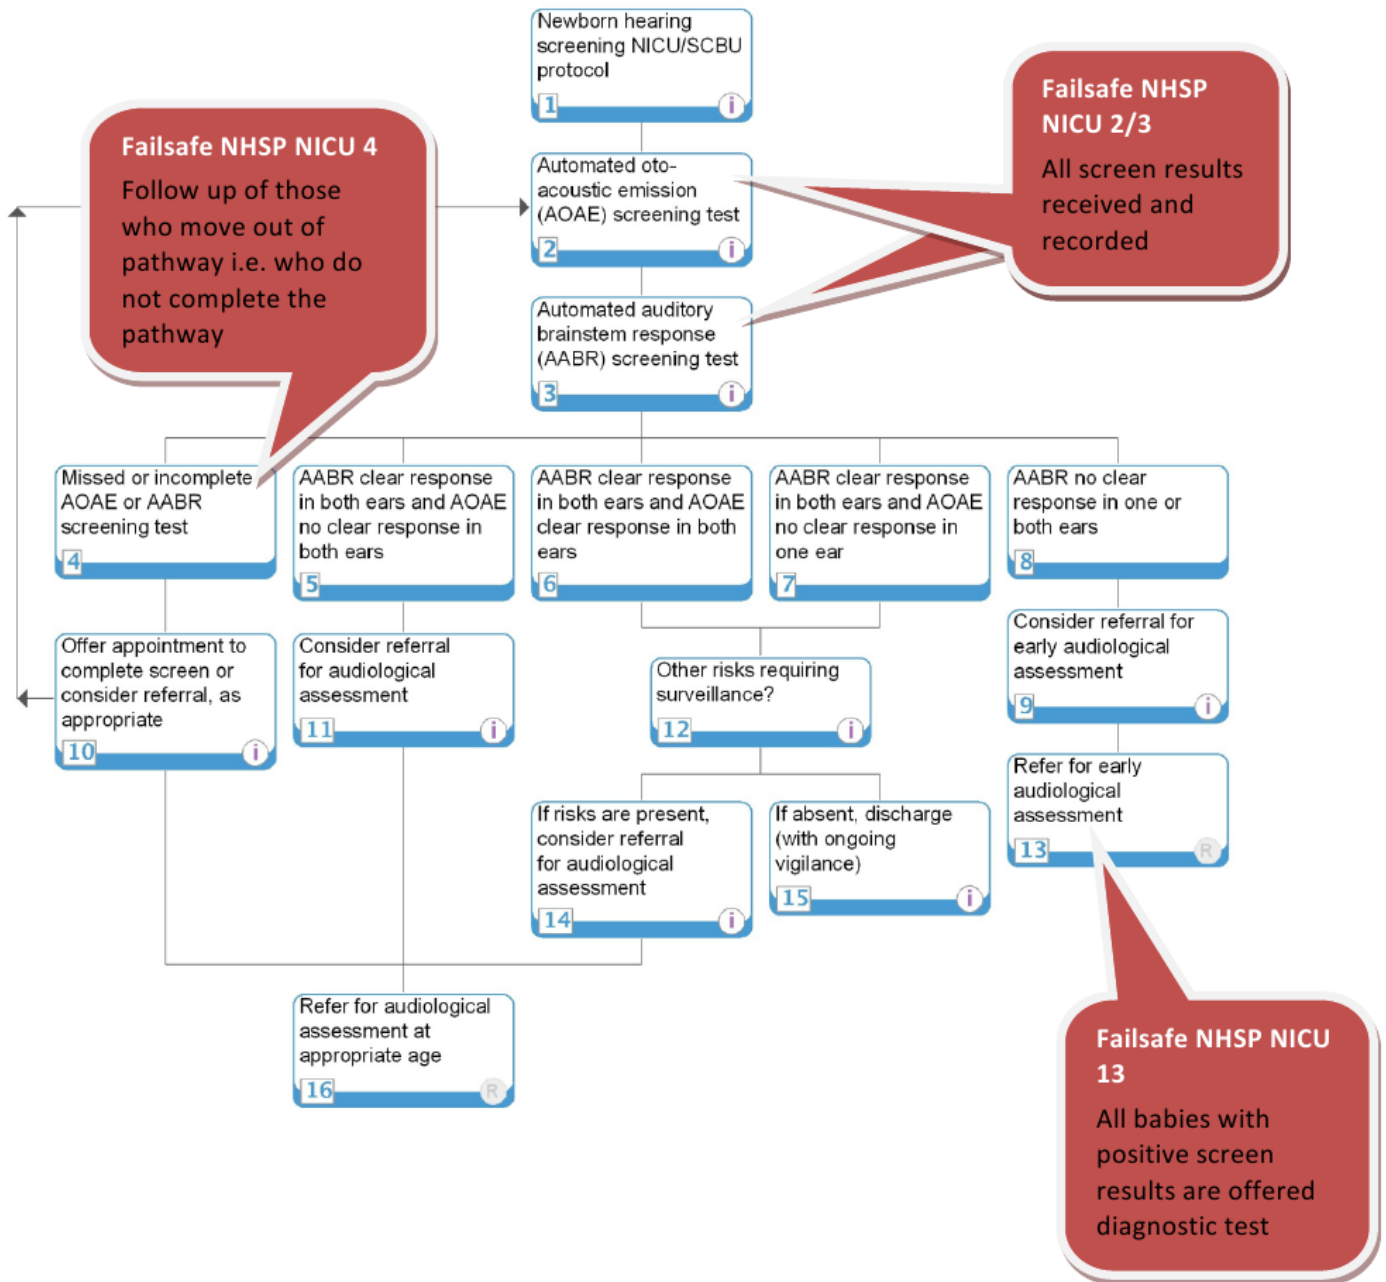 Newborn hearing
screening NICU/SCBU
protocol
1 i
Failsafe NHSP
NICU 2/3
All screen results
received and
recorded
Failsafe NHSP NICU 4
Follow up of those
who move out of
pathway i.e. who do
not complete the
pathway
Automated oto-
acoustic emission
(AOAE) screening test
2 i
Automated auditory
brainstem response
(AABR) screening test
3 i
Missed or incomplete
AOAE or AABR
screening test
4
AABR clear response
in both ears and AOAE
no clear response in
both ears
5
AABR clear response
in both ears and AOAE
clear response in both
ears
6
AABR clear response
in both ears and AOAE
no clear response in
one ear
7
AABR no clear
response in one or
both ears
8
Offer appointment to
complete screen or
consider referral, as
appropriate
10 i
Consider referral
for audiological
assessment
11 i
Other risks requiring
surveillance?
12 i
Consider referral for
early audiological
assessment
9 i
Refer for early
audiological
assessment
13 R
If risks are present,
consider referral
for audiological
assessment
14 i
If absent, discharge
(with ongoing
vigilance)
15 i
Refer for audiological
assessment at
appropriate age
16 R
Failsafe NHSP NICU
13
All babies with
positive screen
results are offered
diagnostic test